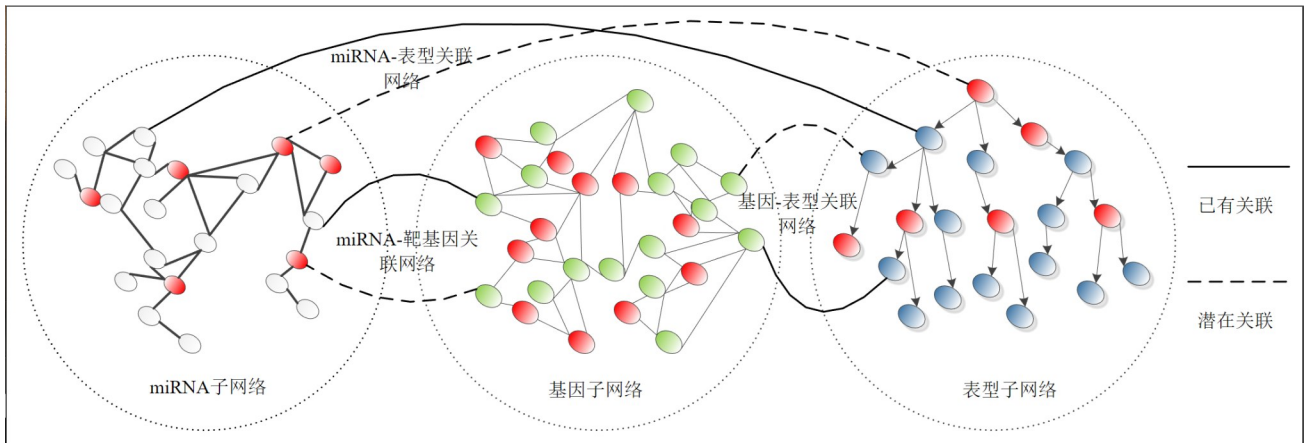 miRNA-表型关联
网络
基因-表型关联
网络
miRNA-靶基因关
联网络
已有关联
潜在关联
miRNA子网络
基因子网络
表型子网络